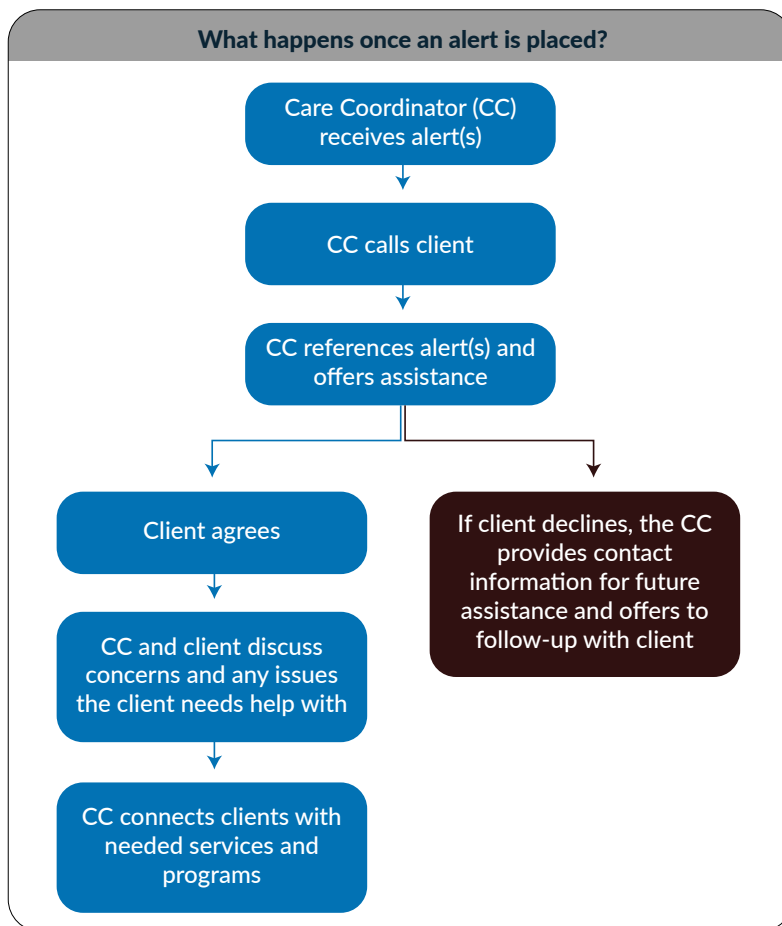 What happens once an alert is placed?
Care Coordinator (CC)
receives alert(s)
CC calls client
CC references alert(s) and
offers assistance
Client agrees
CC and client discuss
concerns and any issues
the client needs help with
CC connects clients with
needed services and
programs
If client declines, the CC
provides contact
information for future
assistance and offers to
follow-up with client